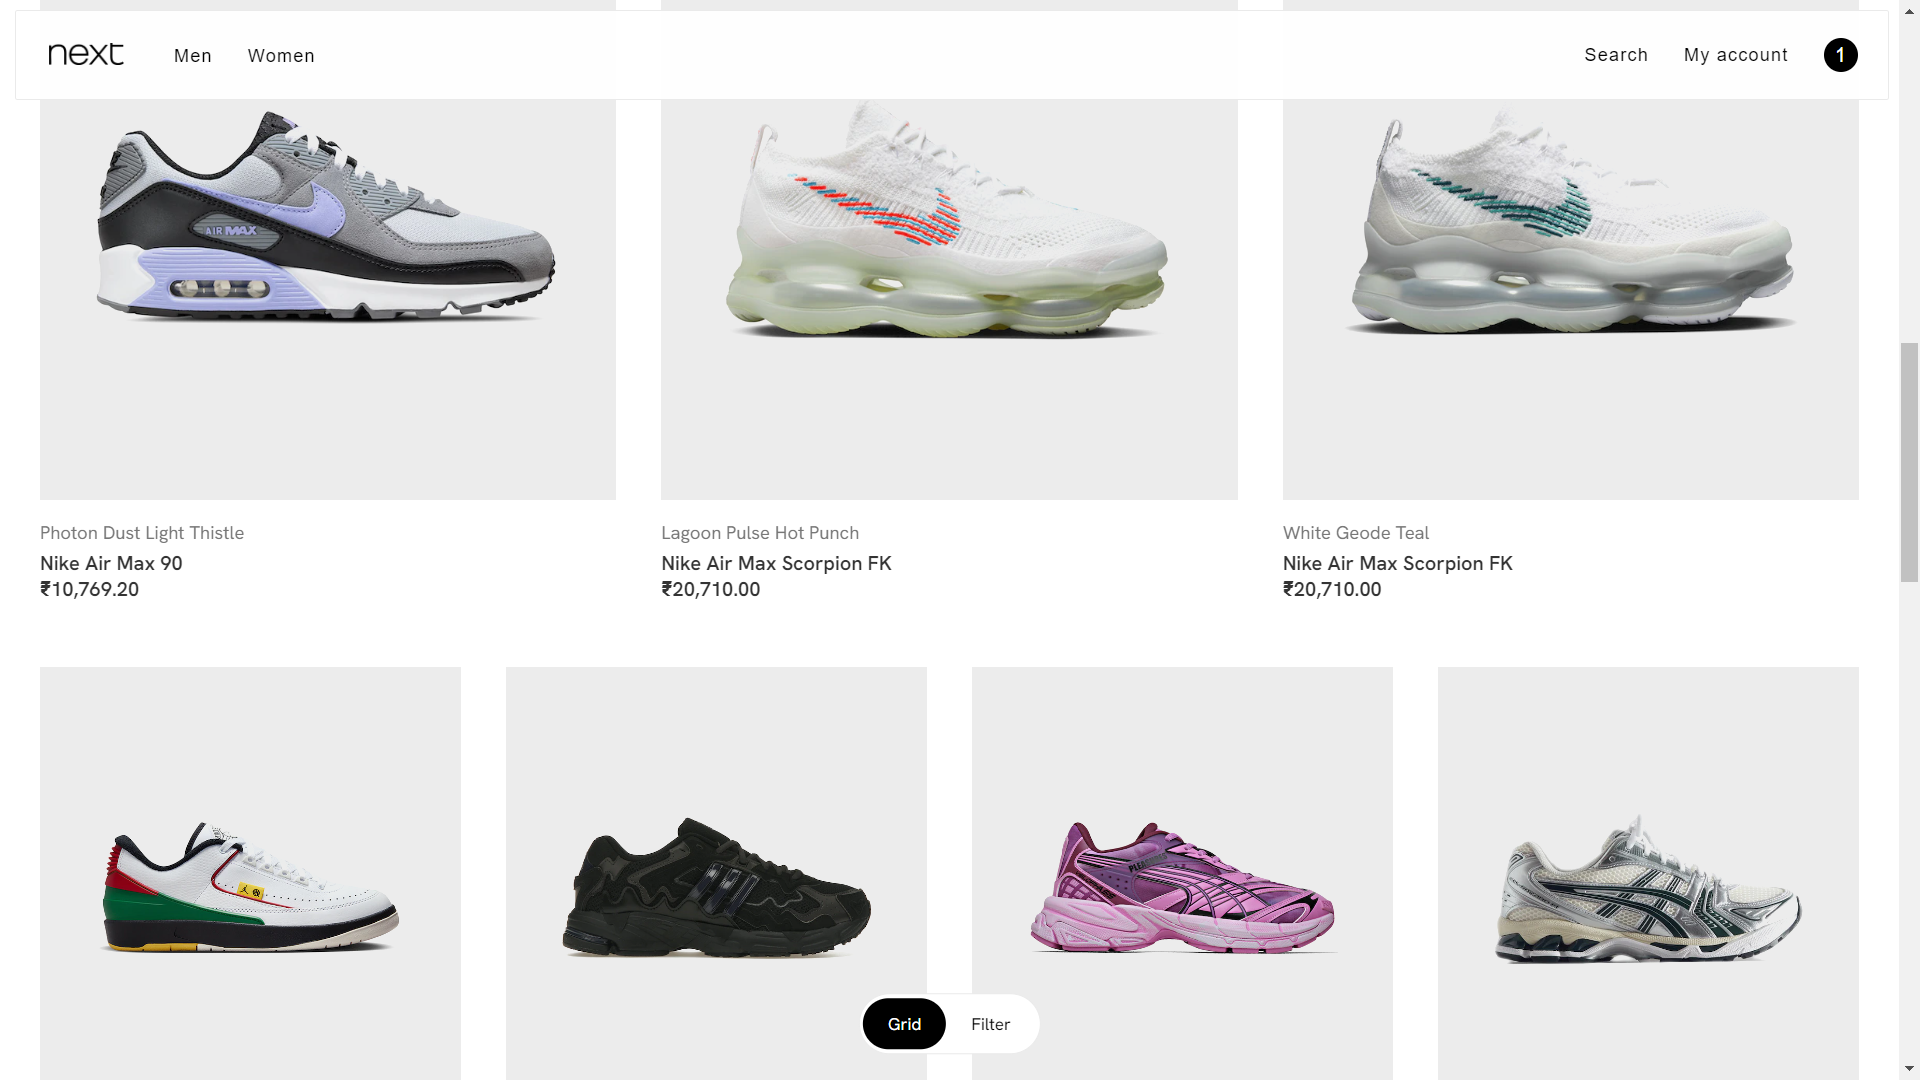 next
Men
Women
Search
My account
1
AIR MAX
Photon Dust Light Thistle
Nike Air Max 90
₹10,769.20
Lagoon Pulse Hot Punch
Nike Air Max Scorpion FK
₹20,710.00
White Geode Teal
Nike Air Max Scorpion FK
₹20,710.00
Grid
Filter